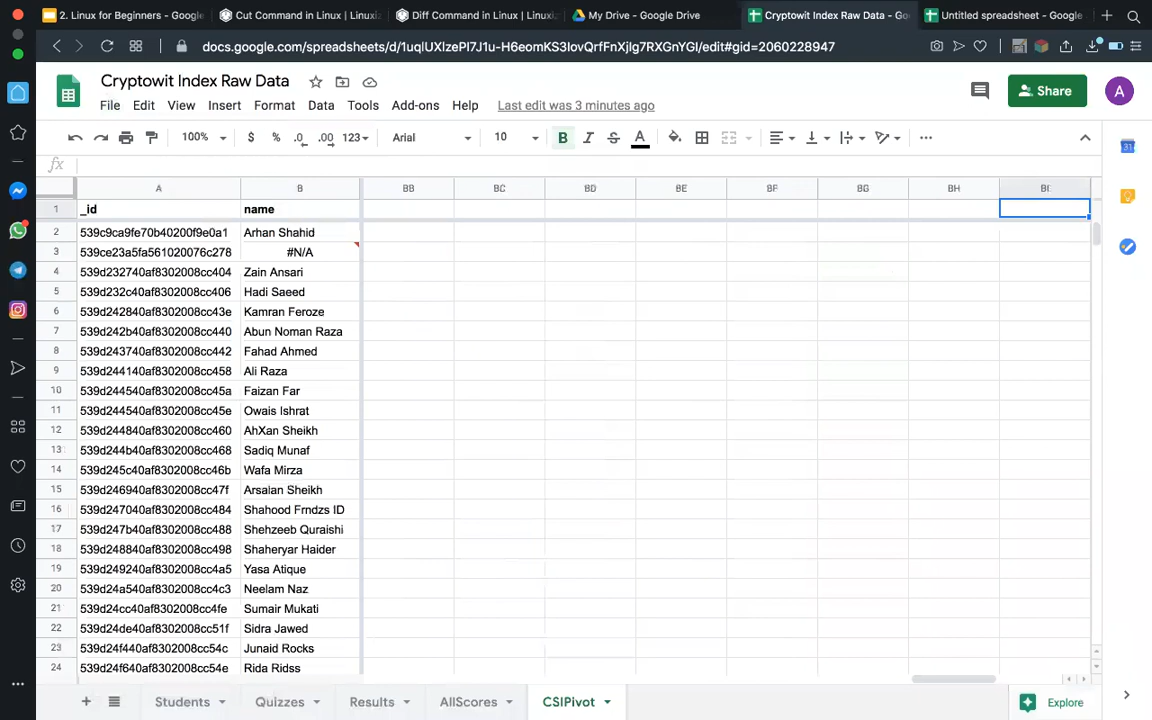 2. Linux for Beginners - Google
Cut Command in Linux | Linuxi
Diff Command in Linux | Linux
My Drive - Google Drive
Cryptowit Index Raw Data - Go
Untitled spreadsheet - Google
docs.google.com/spreadsheets/d/1uqlUXlzePI7J1u-H6eomKS3IovQrfFnXjlg7RXGnYGI/edit#gid=2060228947
Cryptowit Index Raw Data
Share
A
File Edit View Insert Format Data Tools Add-ons Help Last edit was 3 minutes ago
100% $ % .0 .00 123 Arial 10 B I S A
fx
A B BB BC BD BE BF BG BH BI
1 _id name
2 539c9ca9fe70b40200f9e0a1 Arhan Shahid
3 539ce23a5fa561020076c278 #N/A
4 539d232740af8302008cc404 Zain Ansari
5 539d232c40af8302008cc406 Hadi Saeed
6 539d242840af8302008cc43e Kamran Feroze
7 539d242b40af8302008cc440 Abun Noman Raza
8 539d243740af8302008cc442 Fahad Ahmed
9 539d244140af8302008cc458 Ali Raza
10 539d244540af8302008cc45a Faizan Far
11 539d244540af8302008cc45e Owais Ishrat
12 539d244840af8302008cc460 AhXan Sheikh
13 539d244b40af8302008cc468 Sadiq Munaf
14 539d245c40af8302008cc46b Wafa Mirza
15 539d246940af8302008cc47f Arsalan Sheikh
16 539d247040af8302008cc484 Shahood Frndzs ID
17 539d247b40af8302008cc488 Shehzeeb Quraishi
18 539d248840af8302008cc498 Shaheryar Haider
19 539d249240af8302008cc4a5 Yasa Atique
20 539d24a540af8302008cc4c3 Neelam Naz
21 539d24cc40af8302008cc4fe Sumair Mukati
22 539d24de40af8302008cc51f Sidra Jawed
23 539d24f440af8302008cc54c Junaid Rocks
24 539d24f640af8302008cc54e Rida Ridss
Students Quizzes Results AllScores CSIPivot Explore